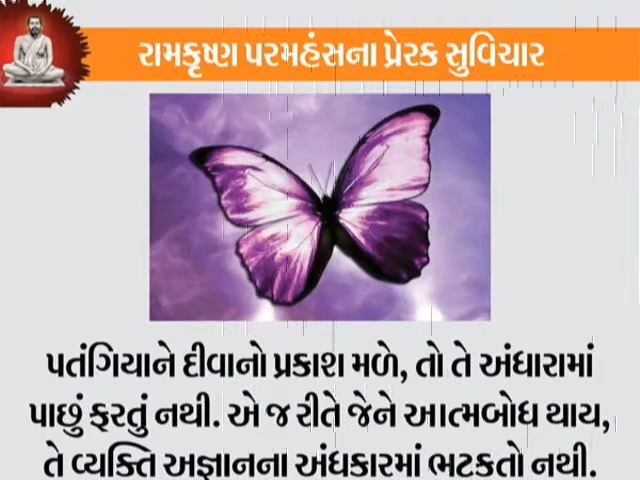 રામકૃષ્ણ પરમહંસના પ્રેરક સુવિચાર
પતંગિયાને દીવાનો પ્રકાશ મળે, તો તે અંધારામાં
પાછું ફરતું નથી. એ જ રીતે જેને આત્મબોધ થાય,
તે વ્યક્તિ અજ્ઞાનના અંધકારમાં ભટકતો નથી.